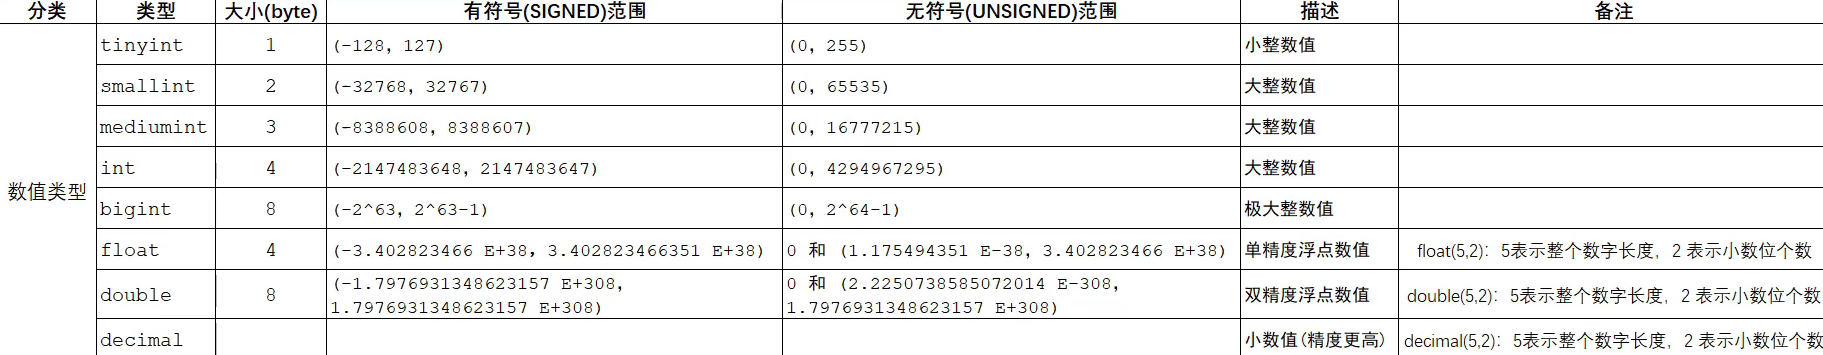 分类 类型 大小(byte) 有符号(SIGNED)范围 无符号(UNSIGNED)范围 描述 备注
数值类型
tinyint 1 (-128, 127) (0, 255) 小整数值
smallint 2 (-32768, 32767) (0, 65535) 大整数值
mediumint 3 (-8388608, 8388607) (0, 16777215) 大整数值
int 4 (-2147483648, 2147483647) (0, 4294967295) 大整数值
bigint 8 (-2^63, 2^63-1) (0, 2^64-1) 极大整数值
float 4 (-3.402823466 E+38, 3.402823466351 E+38) 0 和 (1.175494351 E-38, 3.402823466 E+38) 单精度浮点数值 float(5,2)：5表示整个数字长度，2 表示小数位个数
double 8 (-1.7976931348623157 E+308, 0 和 (2.2250738585072014 E-308, 双精度浮点数值 double(5,2)：5表示整个数字长度，2 表示小数位个数
1.7976931348623157 E+308) 1.7976931348623157 E+308)
decimal 小数值(精度更高) decimal(5,2)：5表示整个数字长度，2 表示小数位个数